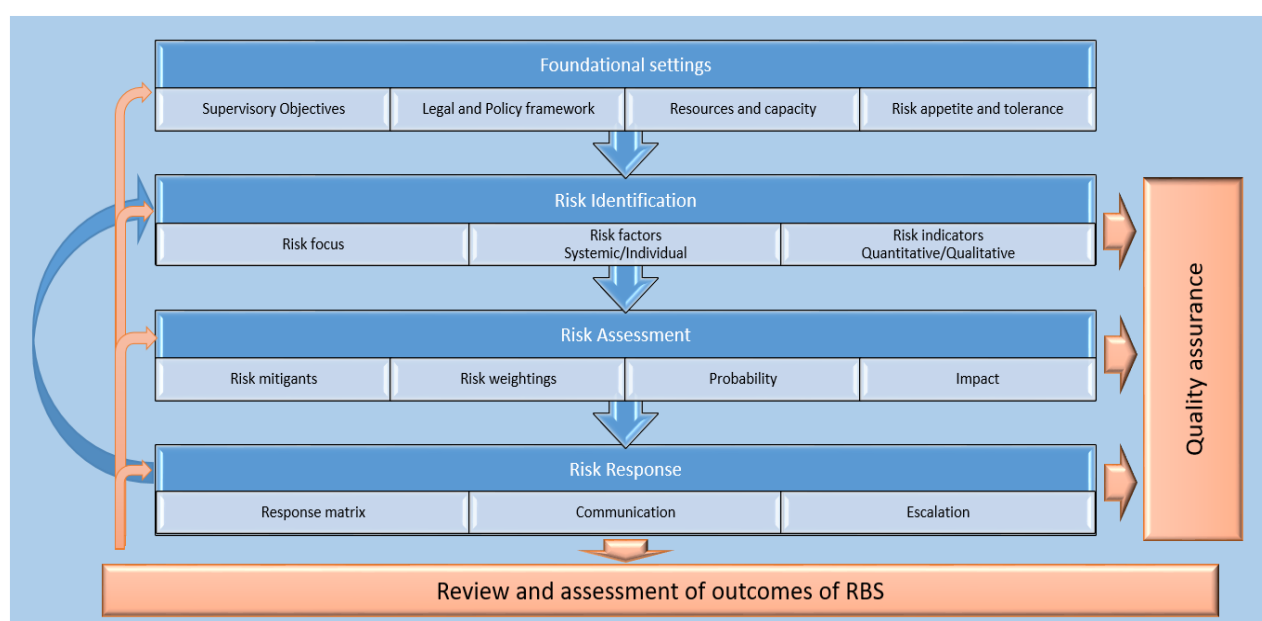 Foundational settings
Supervisory Objectives
Legal and Policy framework
Resources and capacity
Risk appetite and tolerance
Risk Identification
Risk focus
Risk factors
Systemic/Individual
Risk indicators
Quantitative/Qualitative
Risk Assessment
Risk mitigants
Risk weightings
Probability
Impact
Risk Response
Response matrix
Communication
Escalation
Quality assurance
Review and assessment of outcomes of RBS